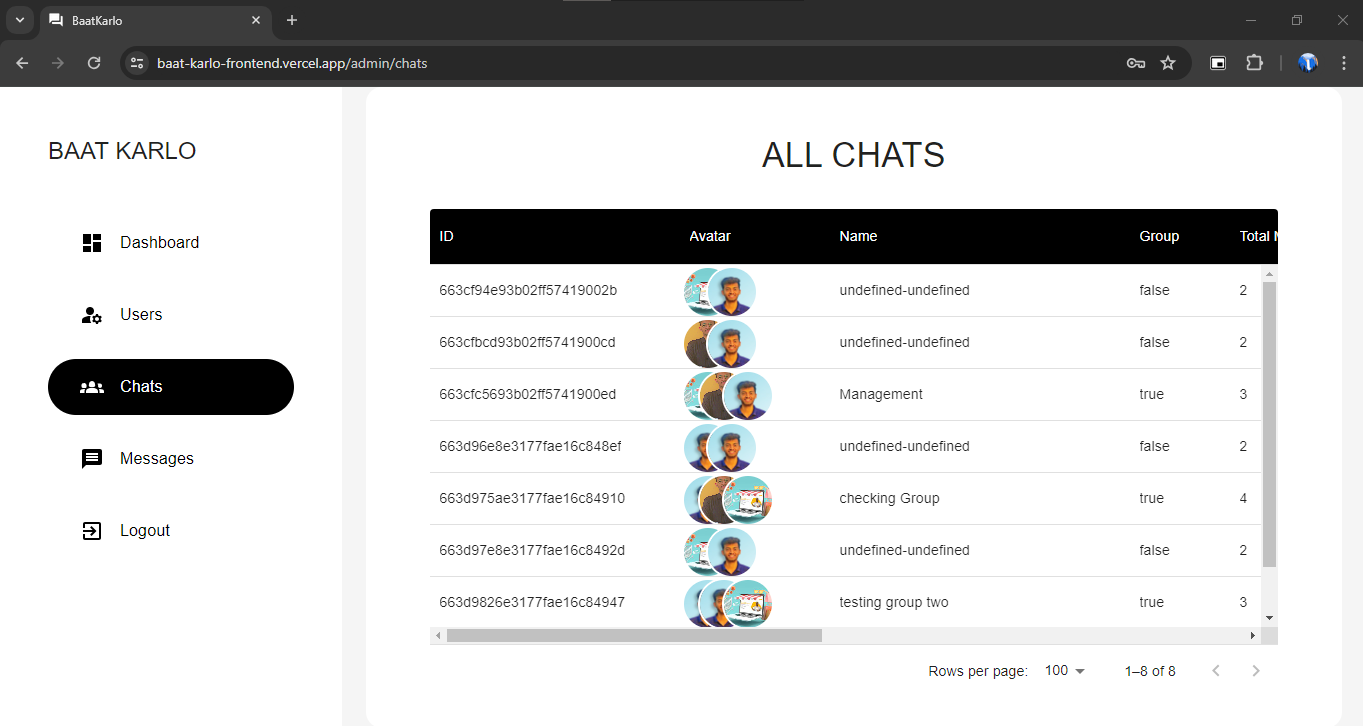 BaatKarlo
baat-karlo-frontend.vercel.app/admin/chats
BAAT KARLO
Dashboard
Users
Chats
Messages
Logout
ALL CHATS
ID Avatar Name Group Total
663cf94e93b02ff57419002b undefined-undefined false 2
663cfbcd93b02ff5741900cd undefined-undefined false 2
663cfc5693b02ff5741900ed Management true 3
663d96e8e3177fae16c848ef undefined-undefined false 2
663d975ae3177fae16c84910 checking Group true 4
663d97e8e3177fae16c8492d undefined-undefined false 2
663d9826e3177fae16c84947 testing group two true 3
Rows per page: 100 1–8 of 8